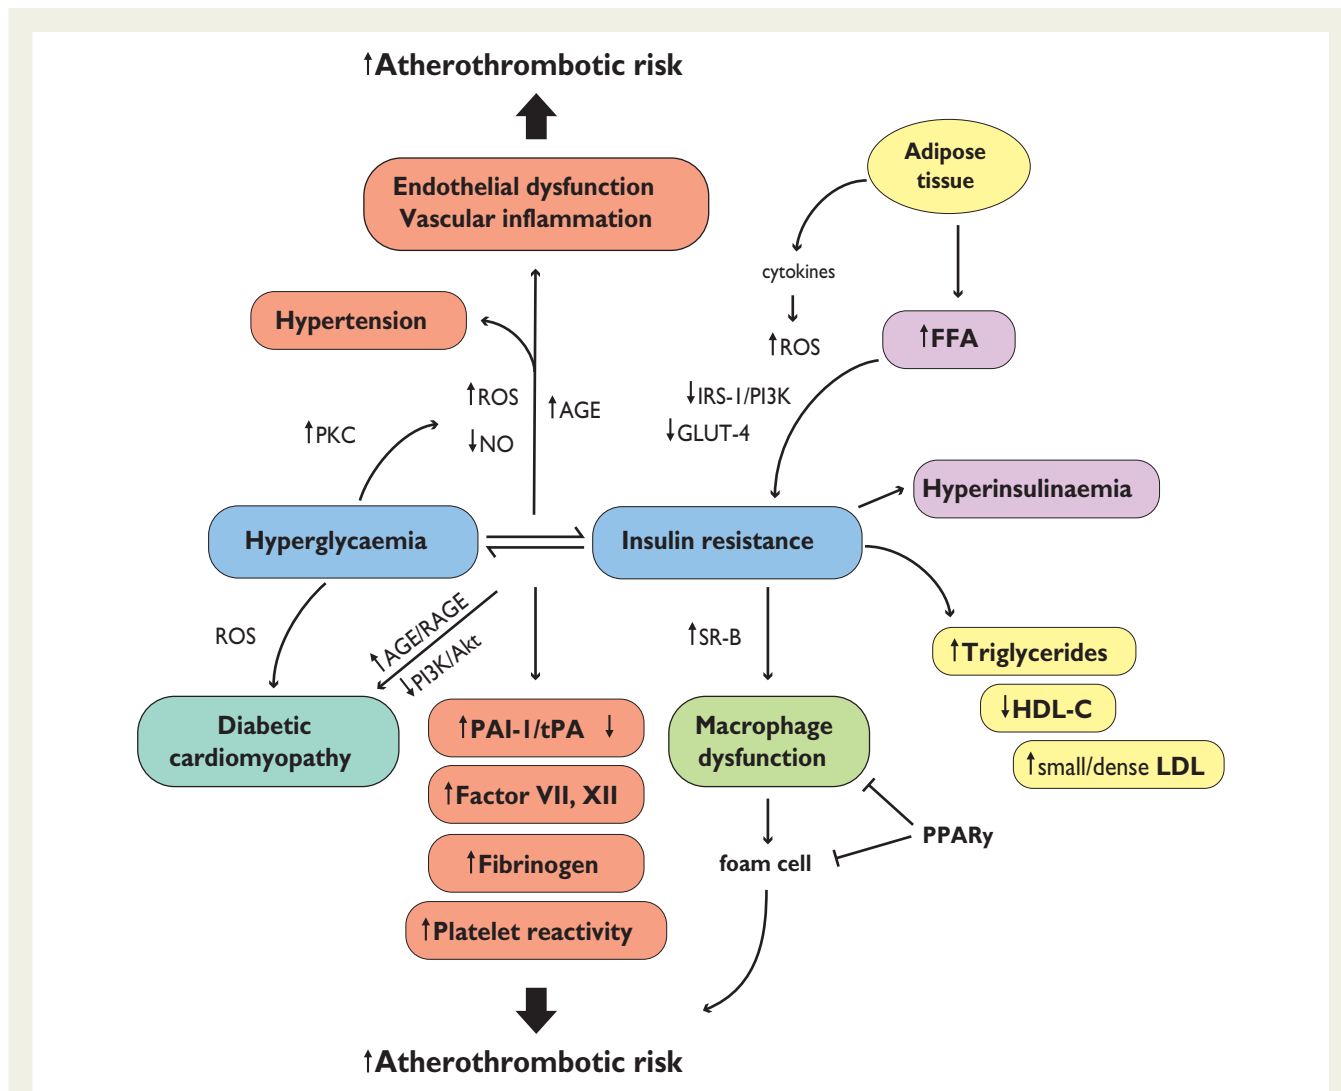 ↑Atherothrombotic risk
Endothelial dysfunction
Vascular inflammation
Adipose
tissue
cytokines
↑ROS
↑FFA
Hypertension
↑ROS
↓NO
↑AGE
↑PKC
↓IRS-1/PI3K
↓GLUT-4
Hyperinsulinaemia
Hyperglycaemia
Insulin resistance
ROS
↑AGE/RAGE
↓PI3K/Akt
↑SR-B
↑Triglycerides
↓HDL-C
↑small/dense LDL
Diabetic
cardiomyopathy
↑PAI-1/tPA ↓
↑Factor VII, XII
↑Fibrinogen
↑Platelet reactivity
Macrophage
dysfunction
PPARy
foam cell
↑Atherothrombotic risk